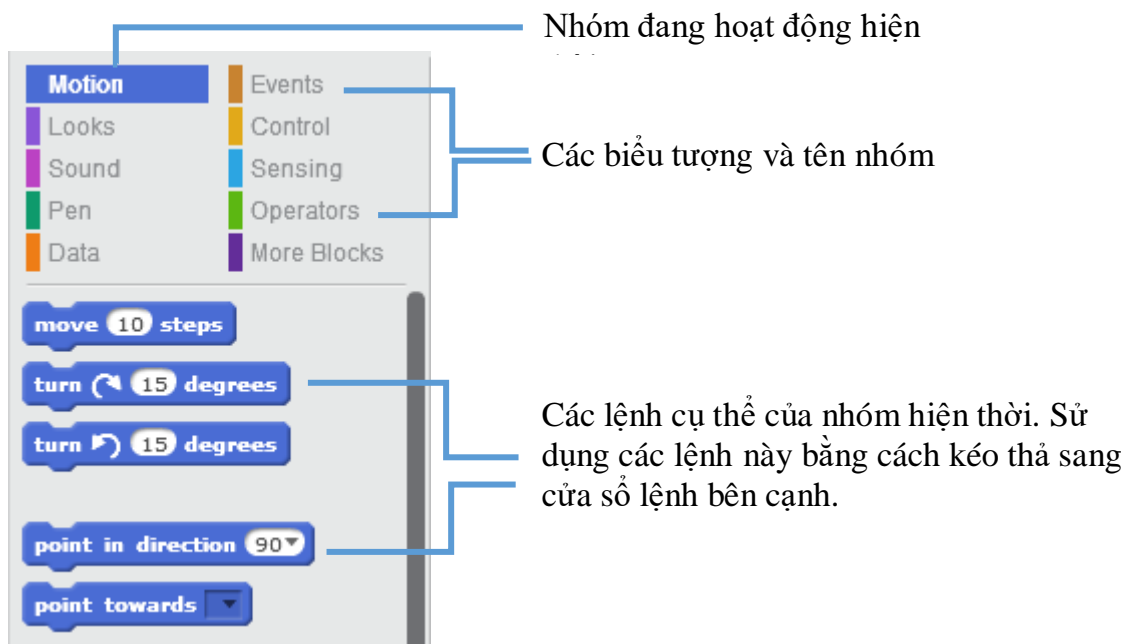 Nhóm đang hoạt động hiện
Motion
Events
Looks
Control
Sound
Sensing
Pen
Operators
Data
More Blocks
Các biểu tượng và tên nhóm
move 10 steps
turn 15 degrees
turn 15 degrees
point in direction 90
point towards
Các lệnh cụ thể của nhóm hiện thời. Sử
dụng các lệnh này bằng cách kéo thả sang
cửa sổ lệnh bên cạnh.